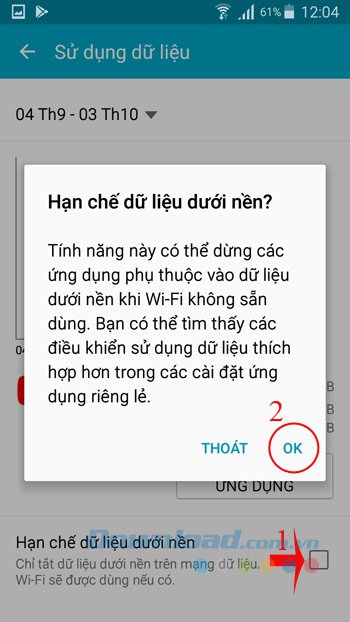 61% 12:04
Sử dụng dữ liệu
04 Th9 - 03 Th10
Hạn chế dữ liệu dưới nền?
Tính năng này có thể dừng các
ứng dụng phụ thuộc vào dữ liệu
dưới nền khi Wi-Fi không sẵn
dùng. Bạn có thể tìm thấy các
điều khiển sử dụng dữ liệu thích
hợp hơn trong các cài đặt ứng
dụng riêng lẻ.
2
THOÁT OK
04
B
B
B
ỨNG DỤNG
Download.com.vn
Hạn chế dữ liệu dưới nền
1
Chỉ tắt dữ liệu dưới nền trên mạng dữ liệu.
Wi-Fi sẽ được dùng nếu có.